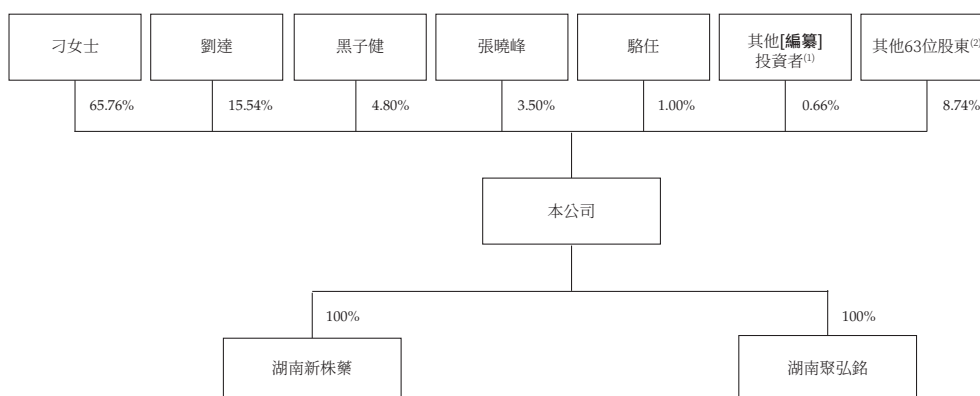 刁女士
劉達
黑子健
張曉峰
駱任
其他[編纂]
投資者(1)
其他63位股東(2)
65.76%
15.54%
4.80%
3.50%
1.00%
0.66%
8.74%
本公司
100%
100%
湖南新株藥
湖南聚弘銘